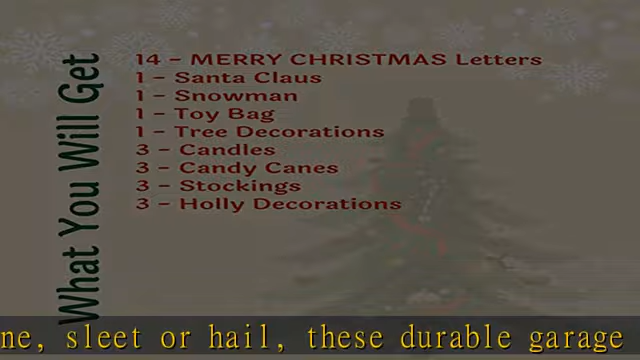 What You Will Get
14 - MERRY CHRISTMAS Letters
1 - Santa Claus
1 - Snowman
1 - Toy Bag
1 - Tree Decorations
3 - Candles
3 - Candy Canes
3 - Stockings
3 - Holly Decorations
ne, sleet or hail, these durable garage